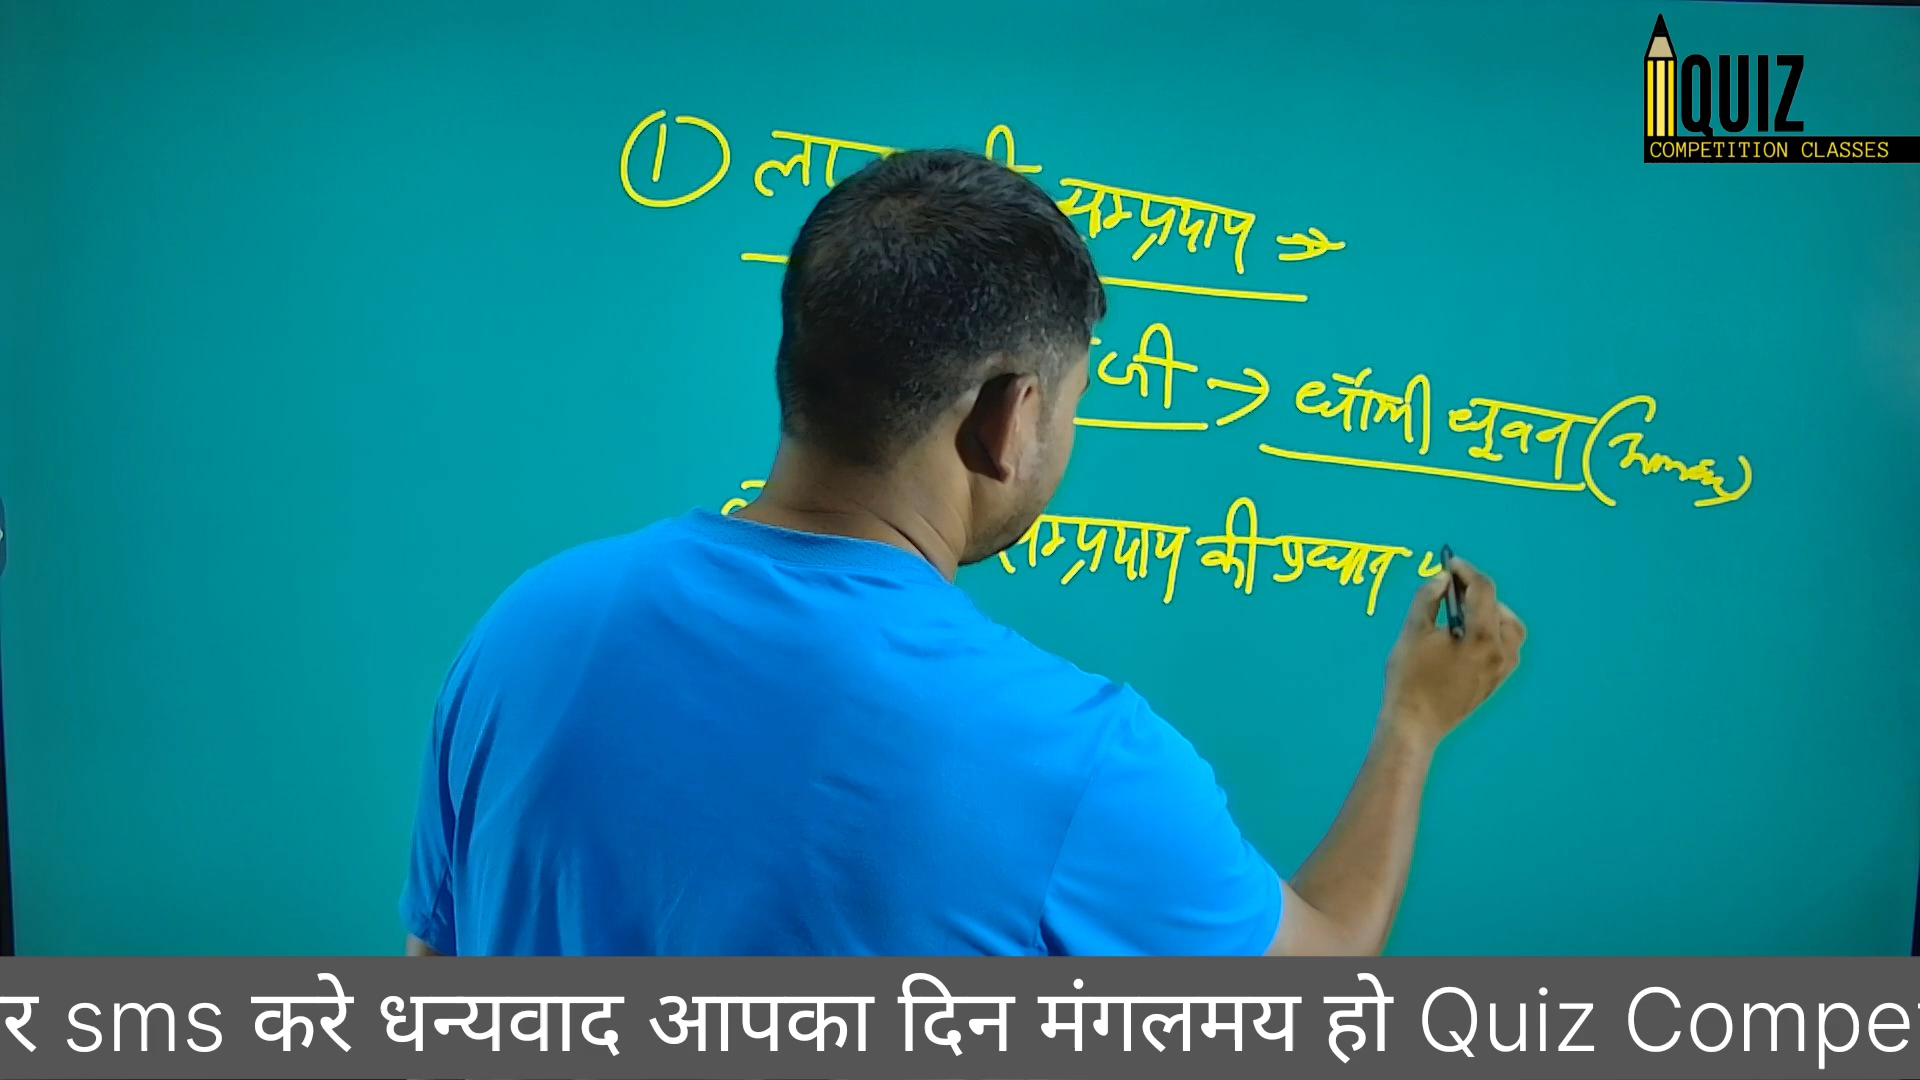 QUIZ
COMPETITION CLASSES
① सम्प्रदाय →
जी → धौली धूवन (
सम्प्रदाय की प्रधान
र sms करे धन्यवाद आपका दिन मंगलमय हो Quiz Compe